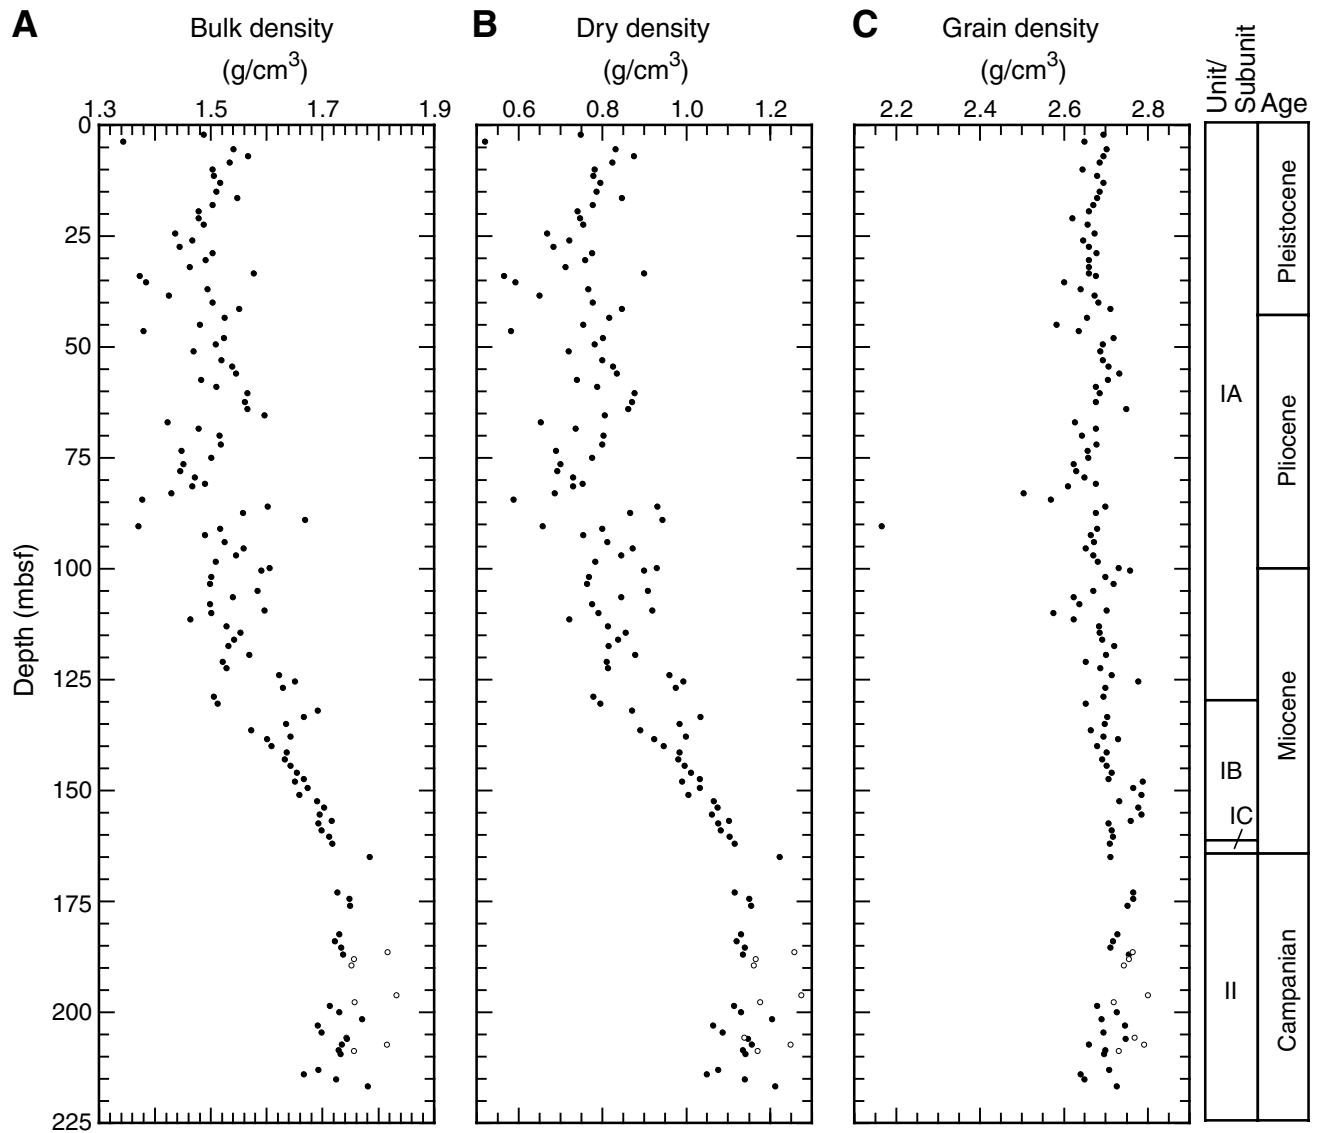 A Bulk density
(g/cm3)
1.3 1.5 1.7 1.9
B Dry density
(g/cm3)
0.6 0.8 1.0 1.2
C Grain density
(g/cm3)
2.2 2.4 2.6 2.8
Unit/
Subunit
Age
Depth (mbsf)
0
25
50
75
100
125
150
175
200
225
IA
IB
IC
II
Pleistocene
Pliocene
Miocene
Campanian